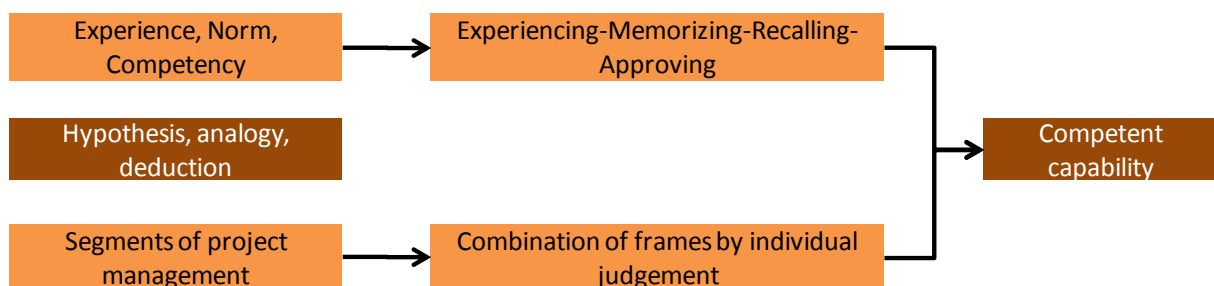 Experience, Norm,
Competency
Experiencing-Memorizing-Recalling-
Approving
Hypothesis, analogy,
deduction
Competent
capability
Segments of project
management
Combination of frames by individual
judgement